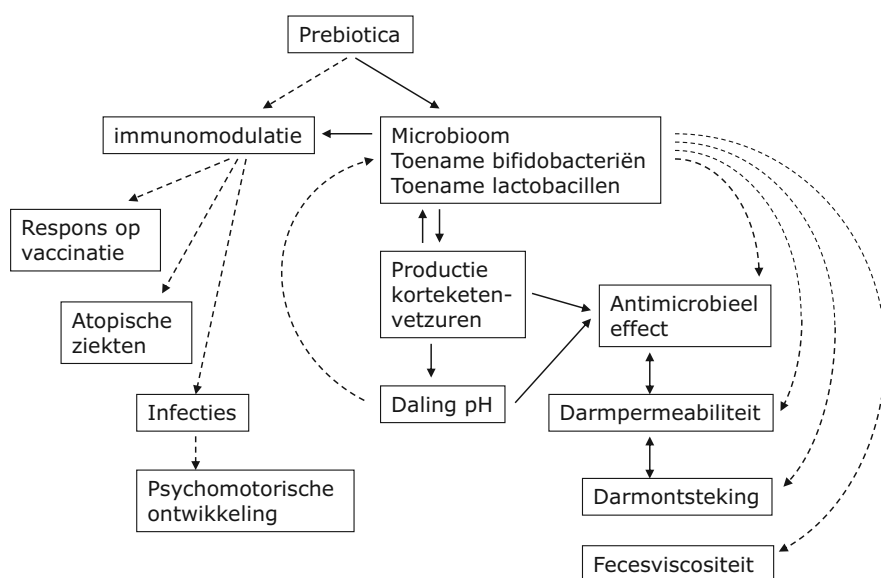 Prebiotica
immunomodulatie
Microbioom
Toename bifidobacteriën
Toename lactobacillen
Respons op
vaccinatie
Productie
korteketen-
vetzuren
Antimicrobieel
effect
Atopische
ziekten
Infecties
Daling pH
Darmpermeabiliteit
Psychomotorische
ontwikkeling
Darmontsteking
Fecesviscositeit